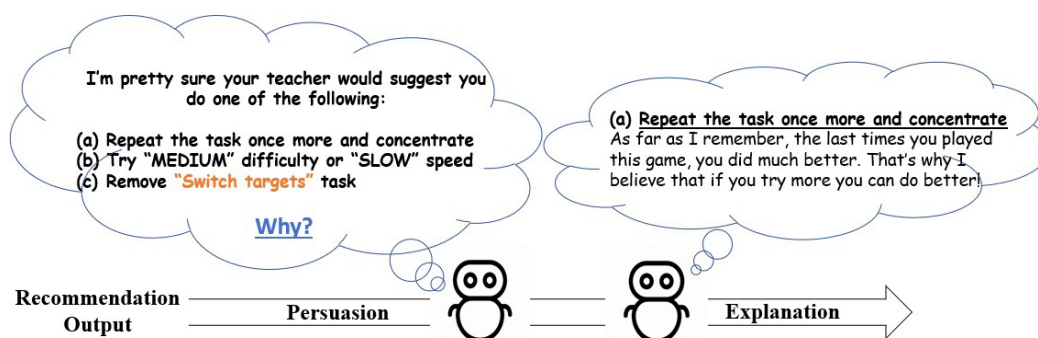 I'm pretty sure your teacher would suggest you
do one of the following:
(a) Repeat the task once more and concentrate
(b) Try "MEDIUM" difficulty or "SLOW" speed
(c) Remove "Switch targets" task
Why?
(a) Repeat the task once more and concentrate
As far as I remember, the last times you played
this game, you did much better. That's why I
believe that if you try more you can do better!
Recommendation
Output
Persuasion
Explanation